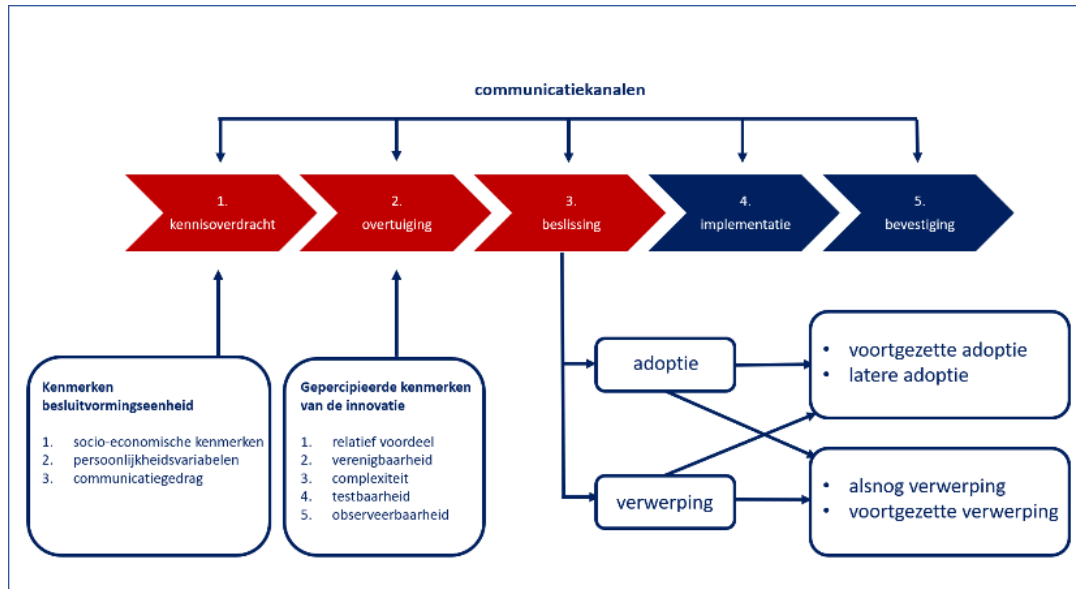 communicatiekanalen
1.
kennisoverdracht
2.
overtuiging
3.
beslissing
4.
implementatie
5.
bevestiging
Kenmerken
besluitvormingseenheid
1. socio-economische kenmerken
2. persoonlijkheidsvariabelen
3. communicatiegedrag
Gepercipieerde kenmerken
van de innovatie
1. relatief voordeel
2. verenigbaarheid
3. complexiteit
4. testbaarheid
5. observeerbaarheid
adoptie
verwerping
• voortgezette adoptie
• latere adoptie
• alsnog verwerping
• voortgezette verwerping